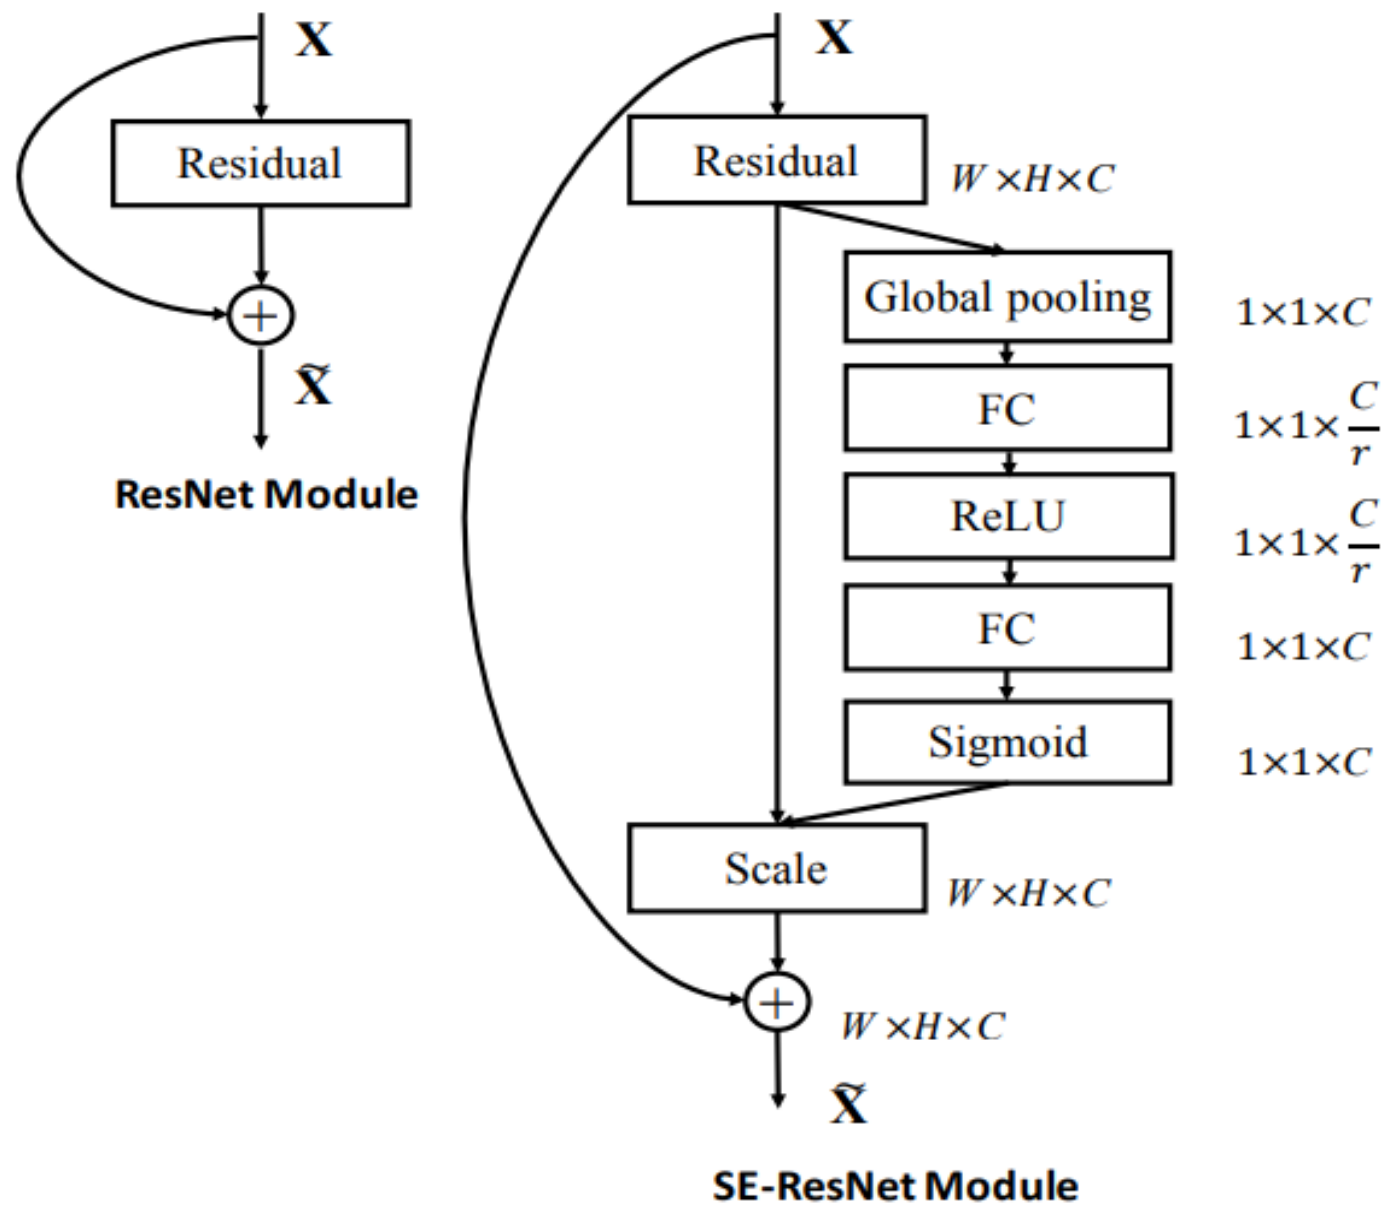 X
Residual
+
X̃
ResNet Module
X
Residual
W×H×C
Global pooling
1×1×C
FC
1×1×C/r
ReLU
1×1×C/r
FC
1×1×C
Sigmoid
1×1×C
Scale
W×H×C
+
W×H×C
X̃
SE-ResNet Module